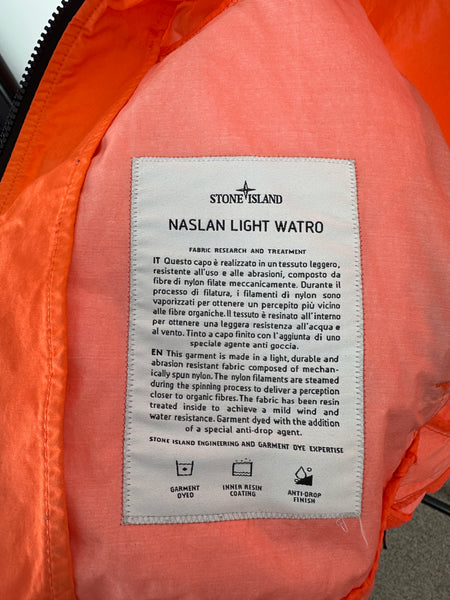 STONE ISLAND
NASLAN LIGHT WATRO
FABRIC RESEARCH AND TREATMENT
IT Questo capo è realizzato in un tessuto leggero,
resistente all'uso e alle abrasioni, composto da
fibre di nylon filate meccanicamente. Durante il
processo di filatura, i filamenti di nylon sono
vaporizzati per ottenere un percepito più vicino
alle fibre organiche. Il tessuto è resinato all'interno
per ottenere una leggera resistenza all'acqua e
al vento. Tinto a capo finito con l'aggiunta di uno
speciale agente anti goccia.
EN This garment is made in a light, durable and
abrasion resistant fabric composed of mechan-
ically spun nylon. The nylon filaments are steamed
during the spinning process to deliver a perception
closer to organic fibres. The fabric has been resin
treated inside to achieve a mild wind and
water resistance. Garment dyed with the addition
of a special anti-drop agent.
STONE ISLAND ENGINEERING AND GARMENT DYE EXPERTISE
GARMENT
DYED
INNER RESIN
COATING
ANTI-DROP
FINISH